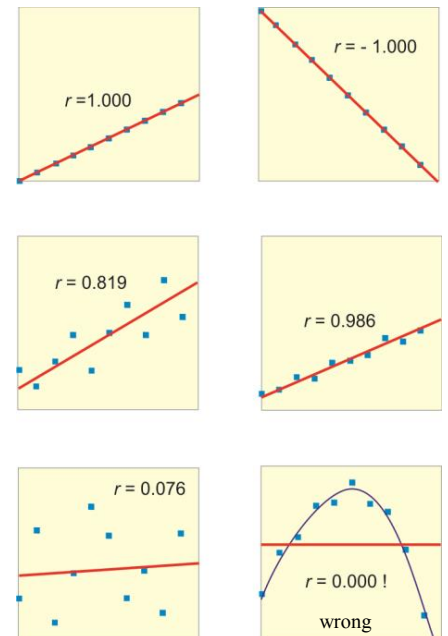 r =1.000
r = - 1.000
r = 0.819
r = 0.986
r = 0.076
r = 0.000 !
wrong